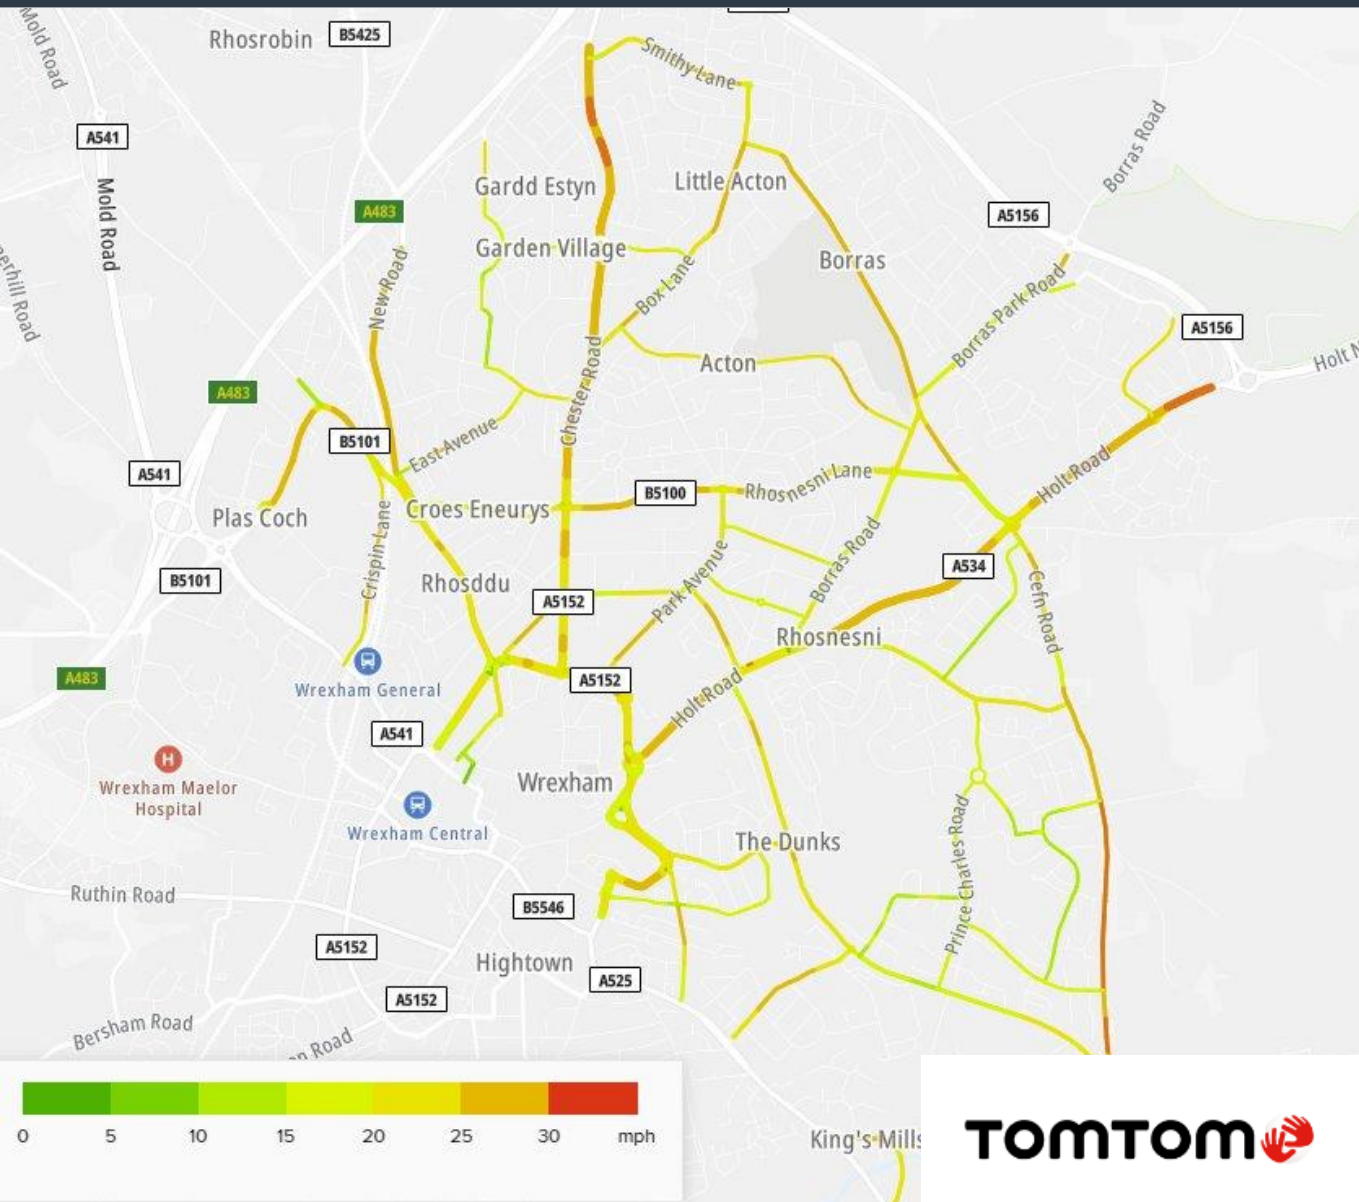 Mold Road
Rhosrobin
B5425
Smithy Lane
A541
Mold Road
Gardd Estyn
Little Acton
Borras Road
A483
A5156
Garden Village
Box Lane
Borras
New Road
Borras Park Road
A5156
Holt
Chester Road
Acton
A483
B5101
East Avenue
A541
Rhosnesni Lane
Holt Road
B5100
Plas Coch
Croes Eneurys
Crispin Lane
Borras Road
A534
B5101
Rhosddu
Park Avenue
Cefn Road
A5152
Rhosnesni
A483
Wrexham General
A5152
Holt Road
A541
Wrexham Maelor
Hospital
Wrexham
Wrexham Central
The Dunks
Prince Charles Road
Ruthin Road
B5546
A5152
Hightown
A525
A5152
Bersham Road
Road
0 5 10 15 20 25 30 mph
King's Mills
TOMTOM